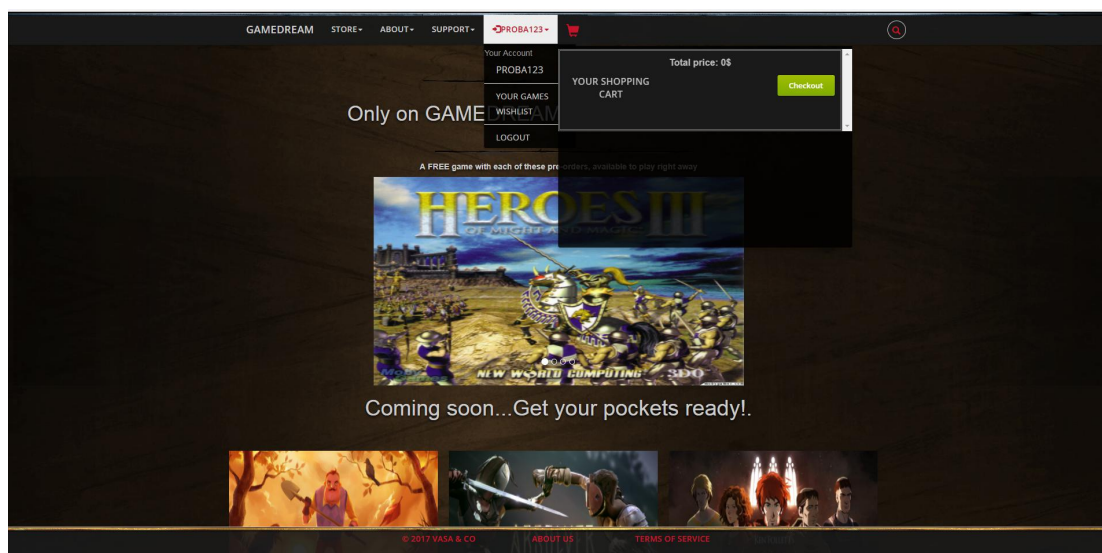 GAMEDREAM STORE ABOUT SUPPORT PROBA123
Your Account
PROBA123
YOUR GAMES
WISHLIST
LOGOUT
Total price: 0$
YOUR SHOPPING
CART
Checkout
Only on GAMEDREAM
A FREE game with each of these pre-orders, available to play right away
HEROES III
OF MIGHT AND MAGIC
NEW WORLD COMPUTING 3DO
Coming soon...Get your pockets ready!.
© 2017 VASA & CO ABOUT US TERMS OF SERVICE